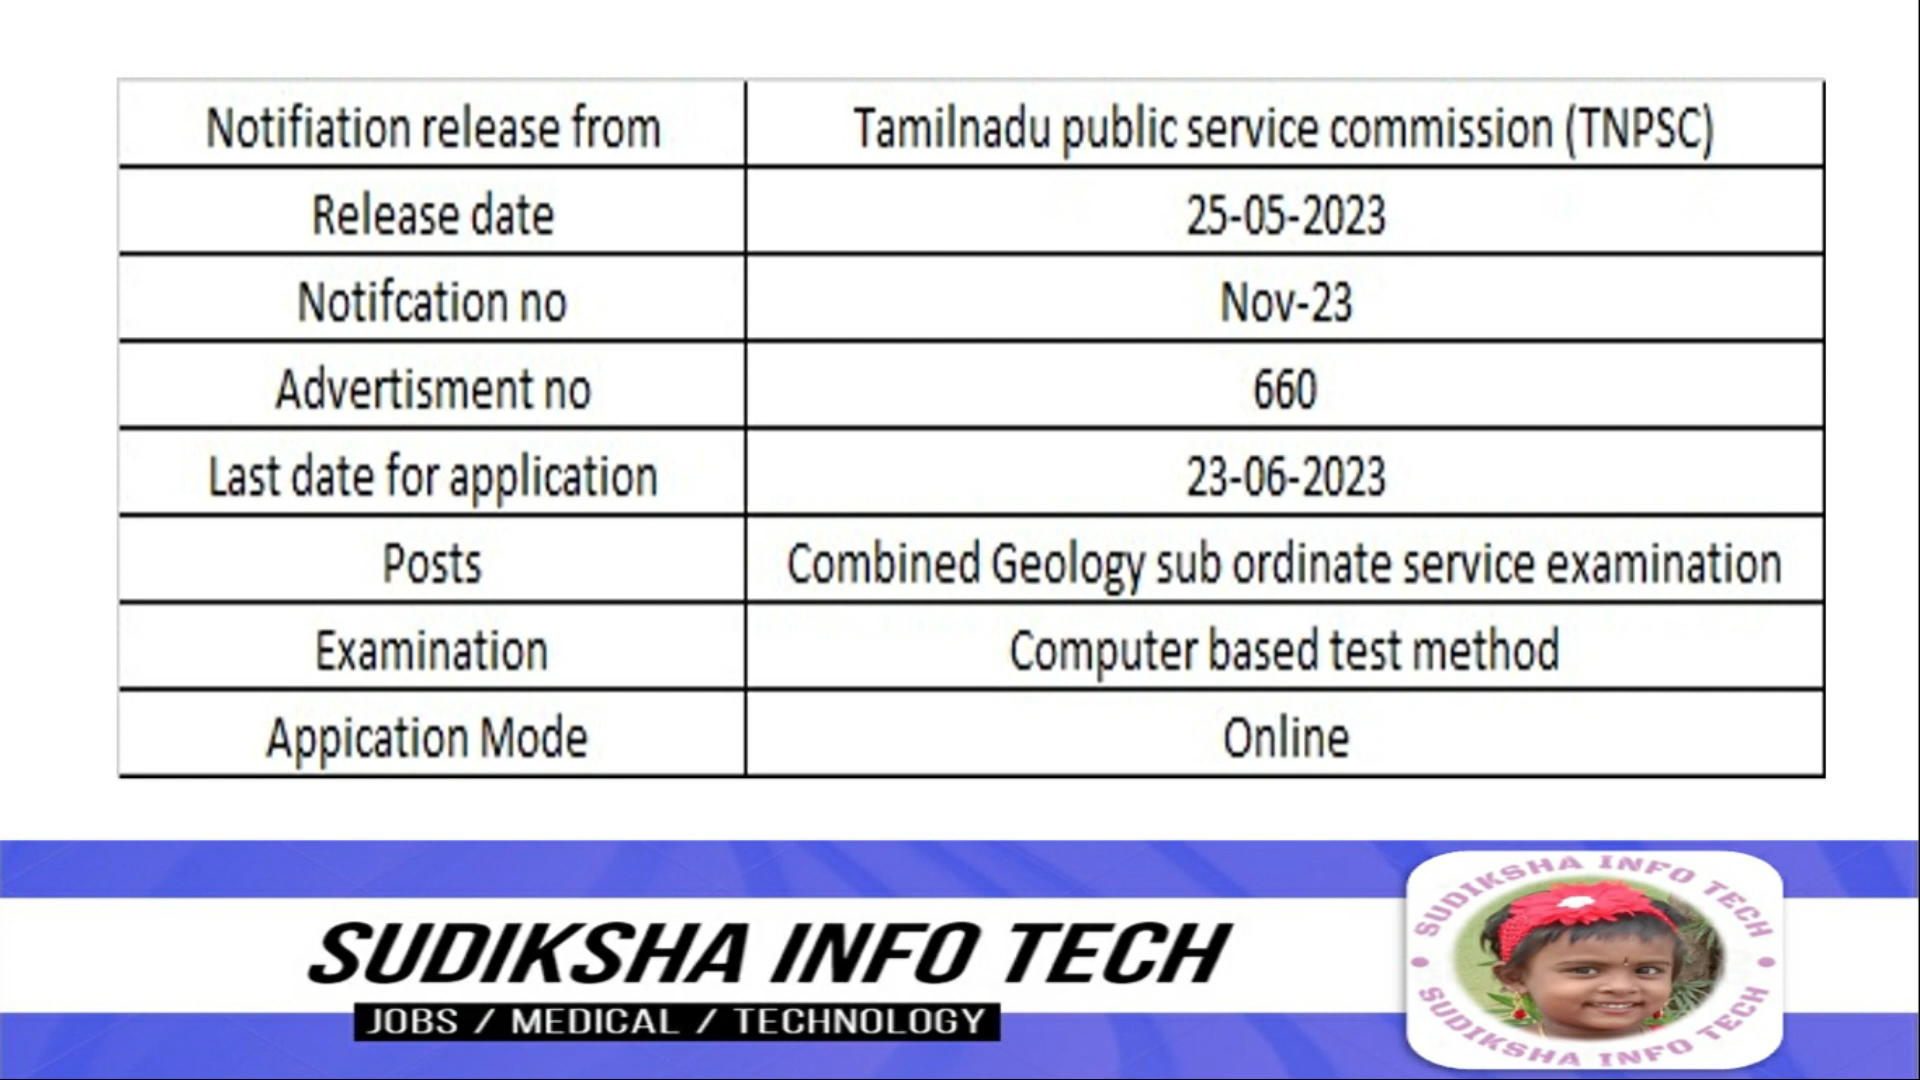 Notifiation release from Tamilnadu public service commission (TNPSC)
Release date 25-05-2023
Notifcation no Nov-23
Advertisment no 660
Last date for application 23-06-2023
Posts Combined Geology sub ordinate service examination
Examination Computer based test method
Appication Mode Online
SUDIKSHA INFO TECH
JOBS / MEDICAL / TECHNOLOGY
SUDIKSHA INFO TECH
SUDIKSHA INFO TECH